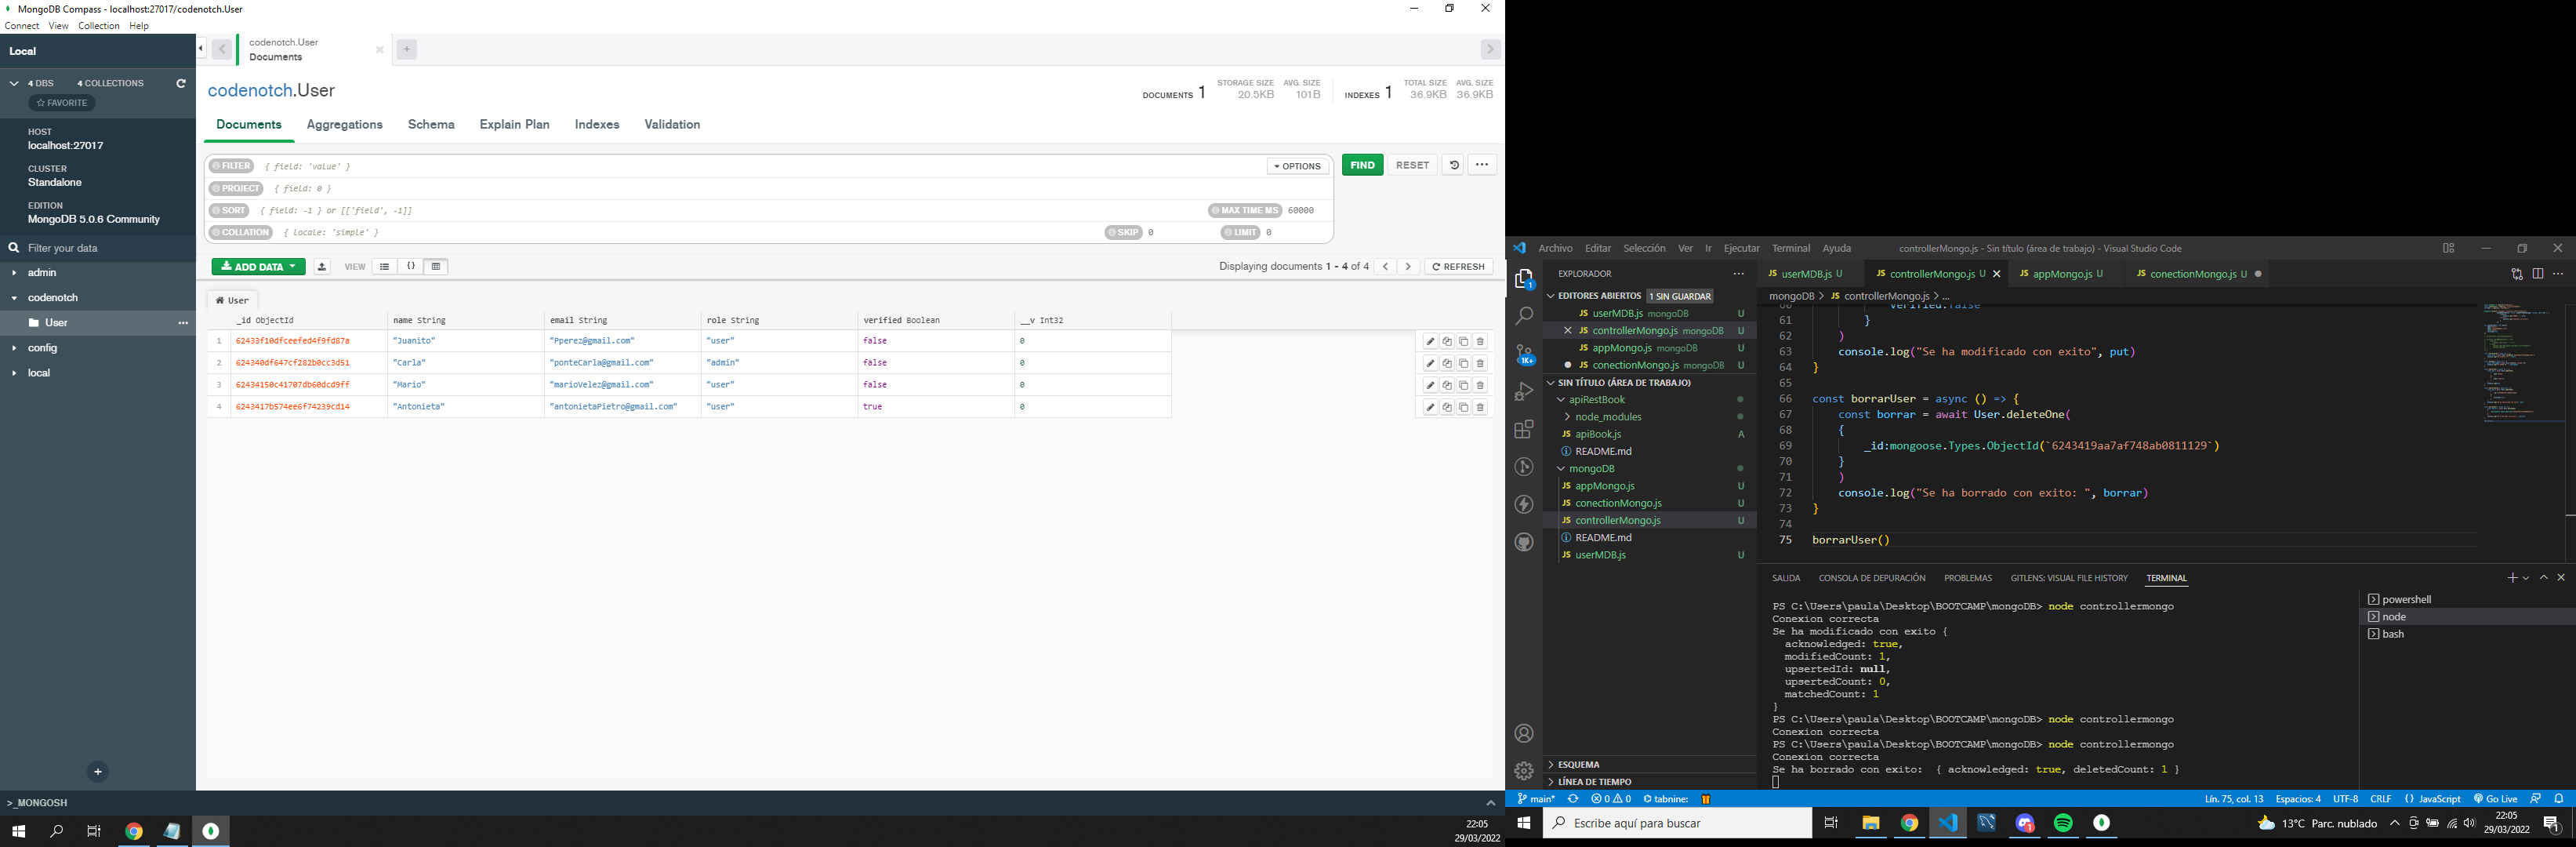 MongoDB Compass - localhost:27017/codenotch.User
Connect View Collection Help
Local
4 DBS 4 COLLECTIONS
FAVORITE
HOST
localhost:27017
CLUSTER
Standalone
EDITION
MongoDB 5.0.6 Community
Filter your data
admin
codenotch
User
config
local
>_MONGOSH
codenotch.User
Documents
codenotch.User
DOCUMENTS 1 STORAGE SIZE 20.5KB AVG. SIZE 101B INDEXES 1 TOTAL SIZE 36.9KB AVG. SIZE 36.9KB
Documents Aggregations Schema Explain Plan Indexes Validation
FILTER { field: 'value' } OPTIONS FIND RESET
PROJECT { field: 0 }
SORT { field: -1 } or [['field', -1]] MAX TIME MS 60000
COLLATION { locale: 'simple' } SKIP 0 LIMIT 0
ADD DATA VIEW Displaying documents 1 - 4 of 4 REFRESH
User
_id ObjectId name String email String role String verified Boolean __v Int32
1 62433f10dfceefed4f9fd87a "Juanito" "Pperez@gmail.com" "user" false 0
2 624340df647cf282b0cc3d51 "Carla" "ponteCarla@gmail.com" "admin" false 0
3 62434150c41707db60dcd9ff "Mario" "marioVelez@gmail.com" "user" false 0
4 6243417b574ee6f74239cd14 "Antonieta" "antonietaPietro@gmail.com" "user" true 0
22:05
29/03/2022
Archivo Editar Selección Ver Ir Ejecutar Terminal Ayuda controllerMongo.js - Sin título (área de trabajo) - Visual Studio Code
EXPLORADOR
EDITORES ABIERTOS 1 SIN GUARDAR
JS userMDB.js mongoDB U
JS controllerMongo.js mongoDB U
JS appMongo.js mongoDB U
JS conectionMongo.js mongoDB U
SIN TÍTULO (ÁREA DE TRABAJO)
apiRestBook
node_modules
JS apiBook.js A
README.md
mongoDB
JS appMongo.js U
JS conectionMongo.js U
JS controllerMongo.js U
README.md
JS userMDB.js U
ESQUEMA
LÍNEA DE TIEMPO
1
1K+
JS userMDB.js U JS controllerMongo.js U JS appMongo.js U JS conectionMongo.js U
mongoDB > JS controllerMongo.js > ...
60 verified:false
61 }
62 )
63 console.log("Se ha modificado con exito", put)
64 }
65
66 const borrarUser = async () => {
67 const borrar = await User.deleteOne(
68 {
69 _id:mongoose.Types.ObjectId(`6243419aa7af748ab0811129`)
70 }
71 )
72 console.log("Se ha borrado con exito: ", borrar)
73 }
74
75 borrarUser()
SALIDA CONSOLA DE DEPURACIÓN PROBLEMAS GITLENS: VISUAL FILE HISTORY TERMINAL
PS C:\Users\paula\Desktop\BOOTCAMP\mongoDB> node controllermongo
Conexion correcta
Se ha modificado con exito {
acknowledged: true,
modifiedCount: 1,
upsertedId: null,
upsertedCount: 0,
matchedCount: 1
}
PS C:\Users\paula\Desktop\BOOTCAMP\mongoDB> node controllermongo
Conexion correcta
PS C:\Users\paula\Desktop\BOOTCAMP\mongoDB> node controllermongo
Conexion correcta
Se ha borrado con exito: { acknowledged: true, deletedCount: 1 }
powershell
node
bash
main* 0 0 tabnine: Lín. 75, col. 13 Espacios: 4 UTF-8 CRLF {} JavaScript Go Live
Escribe aquí para buscar
13°C Parc. nublado
22:05
29/03/2022
1